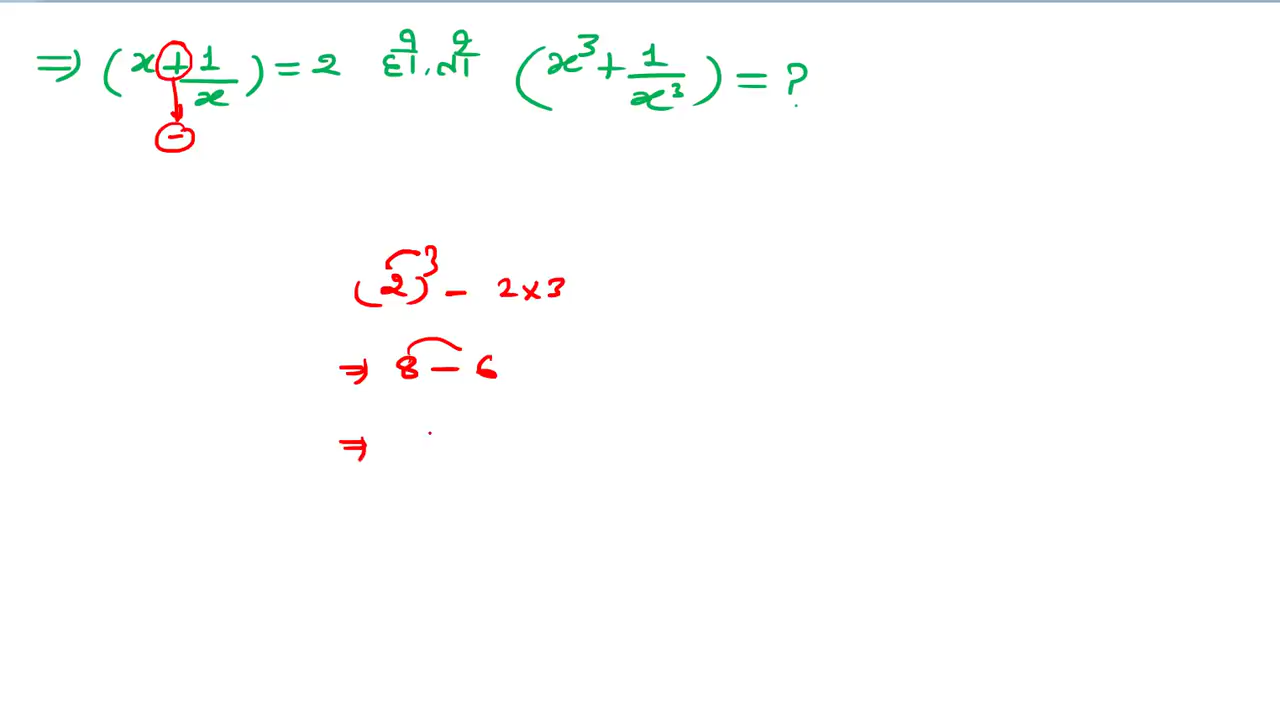 ⇒ (x + 1/x) = 2 है। तो (x³ + 1/x³) = ?
−
(2)³ − 2×3
⇒ 8 − 6
⇒